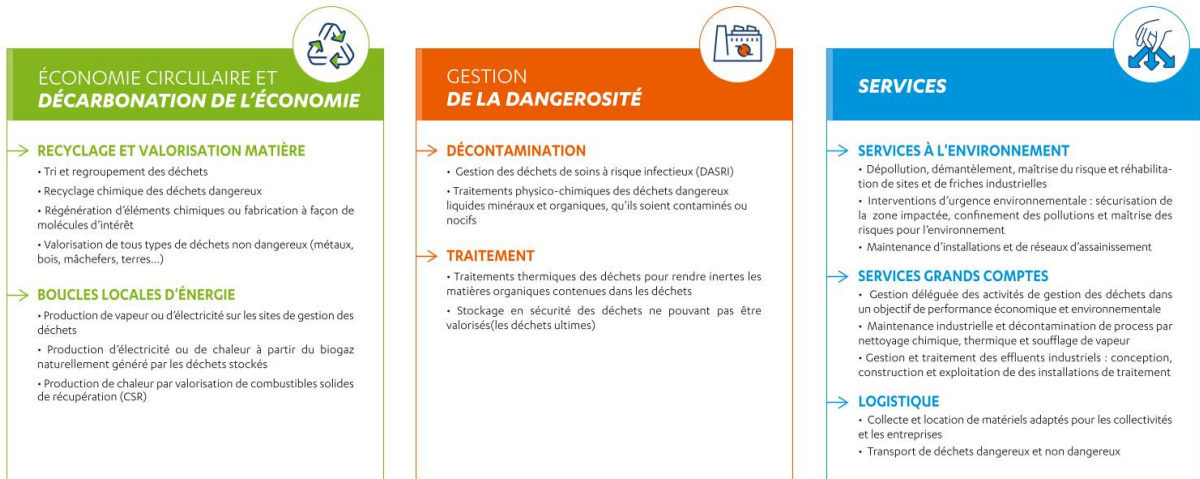 ÉCONOMIE CIRCULAIRE ET
DÉCARBONATION DE L'ÉCONOMIE
RECYCLAGE ET VALORISATION MATIÈRE
• Tri et regroupement des déchets
• Recyclage chimique des déchets dangereux
• Régénération d'éléments chimiques ou fabrication à façon de
molécules d'intérêt
• Valorisation de tous types de déchets non dangereux (métaux,
bois, mâchefers, terres...)
BOUCLES LOCALES D'ÉNERGIE
• Production de vapeur ou d'électricité sur les sites de gestion des
déchets
• Production d'électricité ou de chaleur à partir du biogaz
naturellement généré par les déchets stockés
• Production de chaleur par valorisation de combustibles solides
de récupération (CSR)
GESTION
DE LA DANGEROSITÉ
DÉCONTAMINATION
• Gestion des déchets de soins à risque infectieux (DASRI)
• Traitements physico-chimiques des déchets dangereux
liquides minéraux et organiques, qu'ils soient contaminés ou
nocifs
TRAITEMENT
• Traitements thermiques des déchets pour rendre inertes les
matières organiques contenues dans les déchets
• Stockage en sécurité des déchets ne pouvant pas être
valorisés(les déchets ultimes)
SERVICES
SERVICES À L'ENVIRONNEMENT
• Dépollution, démantèlement, maîtrise du risque et réhabilita-
tion de sites et de friches industrielles
• Interventions d'urgence environnementale : sécurisation de
la zone impactée, confinement des pollutions et maîtrise des
risques pour l'environnement
• Maintenance d'installations et de réseaux d'assainissement
SERVICES GRANDS COMPTES
• Gestion déléguée des activités de gestion des déchets dans
un objectif de performance économique et environnementale
• Maintenance industrielle et décontamination de process par
nettoyage chimique, thermique et soufflage de vapeur
• Gestion et traitement des effluents industriels : conception,
construction et exploitation de des installations de traitement
LOGISTIQUE
• Collecte et location de matériels adaptés pour les collectivités
et les entreprises
• Transport de déchets dangereux et non dangereux